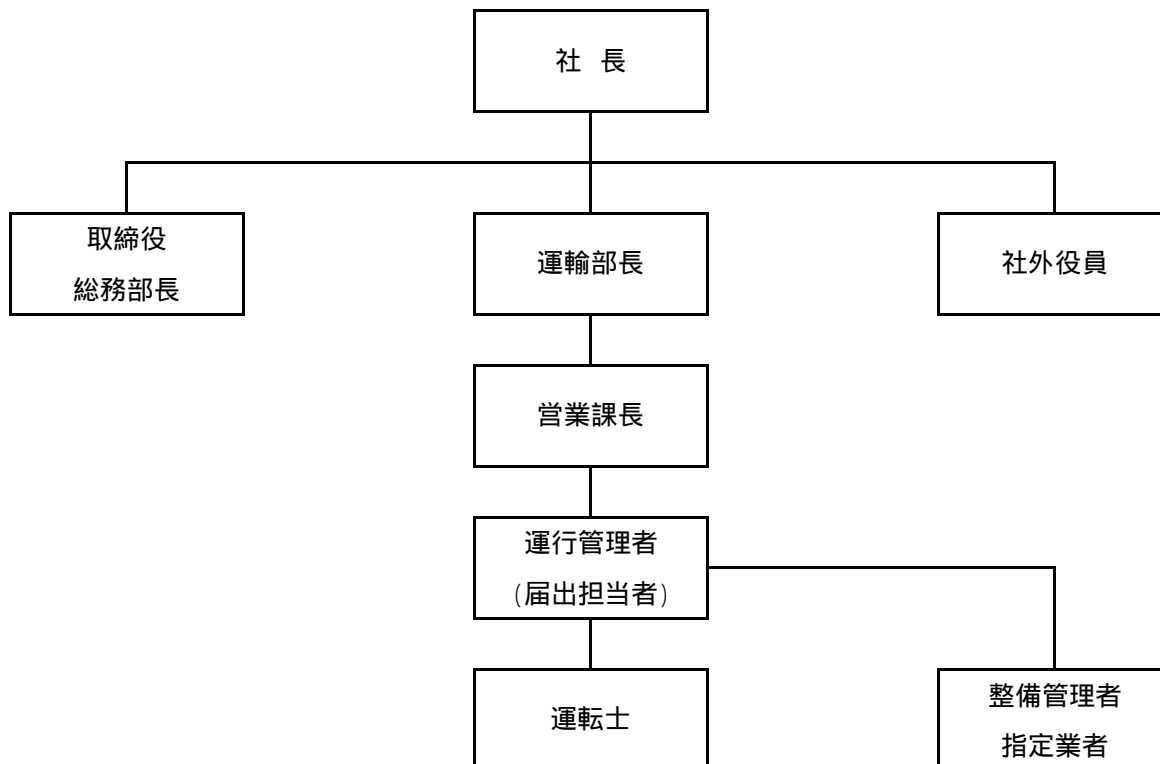 社 長
取締役
総務部長
運輸部長
社外役員
営業課長
運行管理者
(届出担当者)
運転士
整備管理者
指定業者